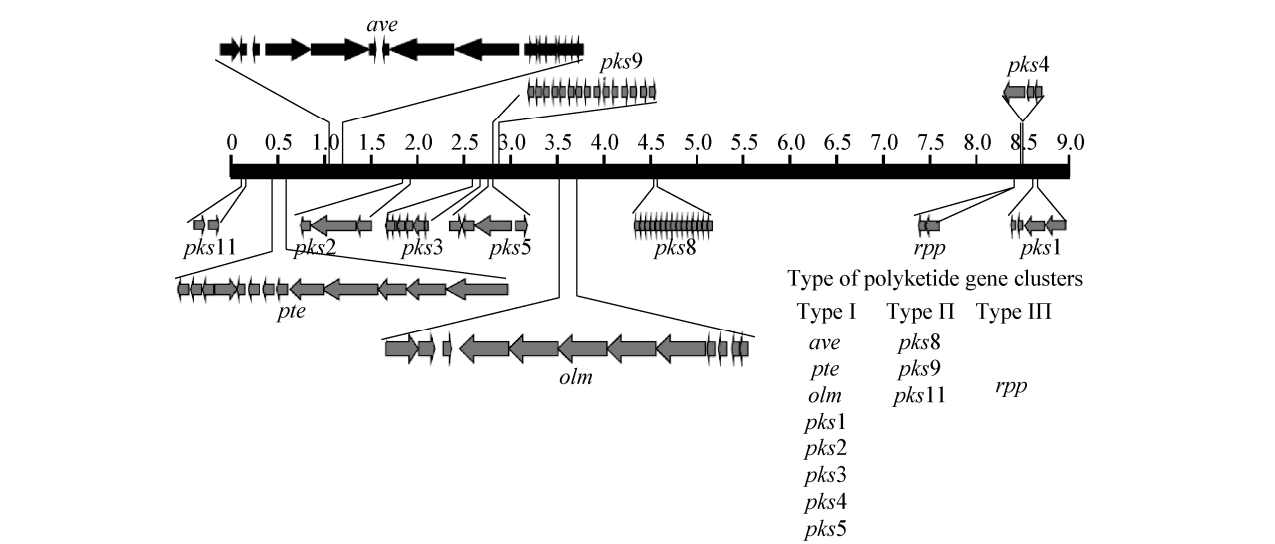 ave
pks9
pks4
0 0.5 1.0 1.5 2.0 2.5 3.0 3.5 4.0 4.5 5.0 5.5 6.0 6.5 7.0 7.5 8.0 8.5 9.0
pks11 pks2 pks3 pks5 pks8 rpp pks1
pte
olm
Type of polyketide gene clusters
Type I Type II Type III
ave pks8
pte pks9
olm pks11 rpp
pks1
pks2
pks3
pks4
pks5